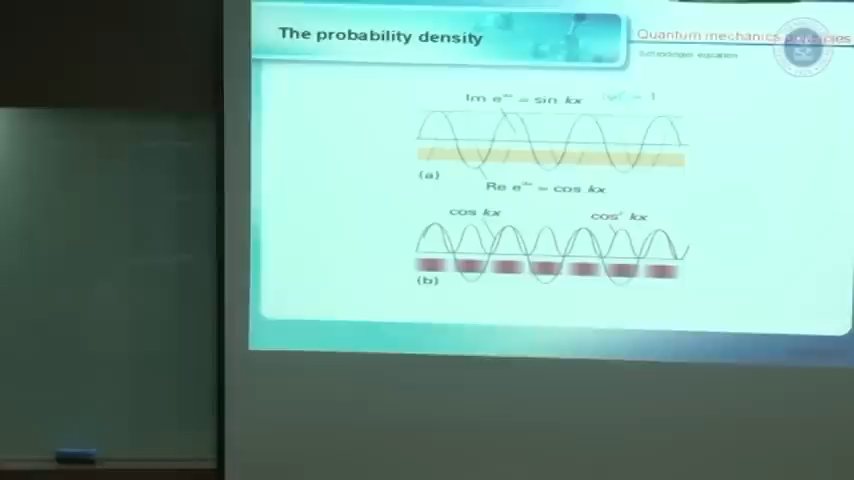 The probability density
Quantum mechanics
Schrodinger equation
Im e = sin kx
(a)
Re e = cos kx
cos kx
cos² kx
(b)